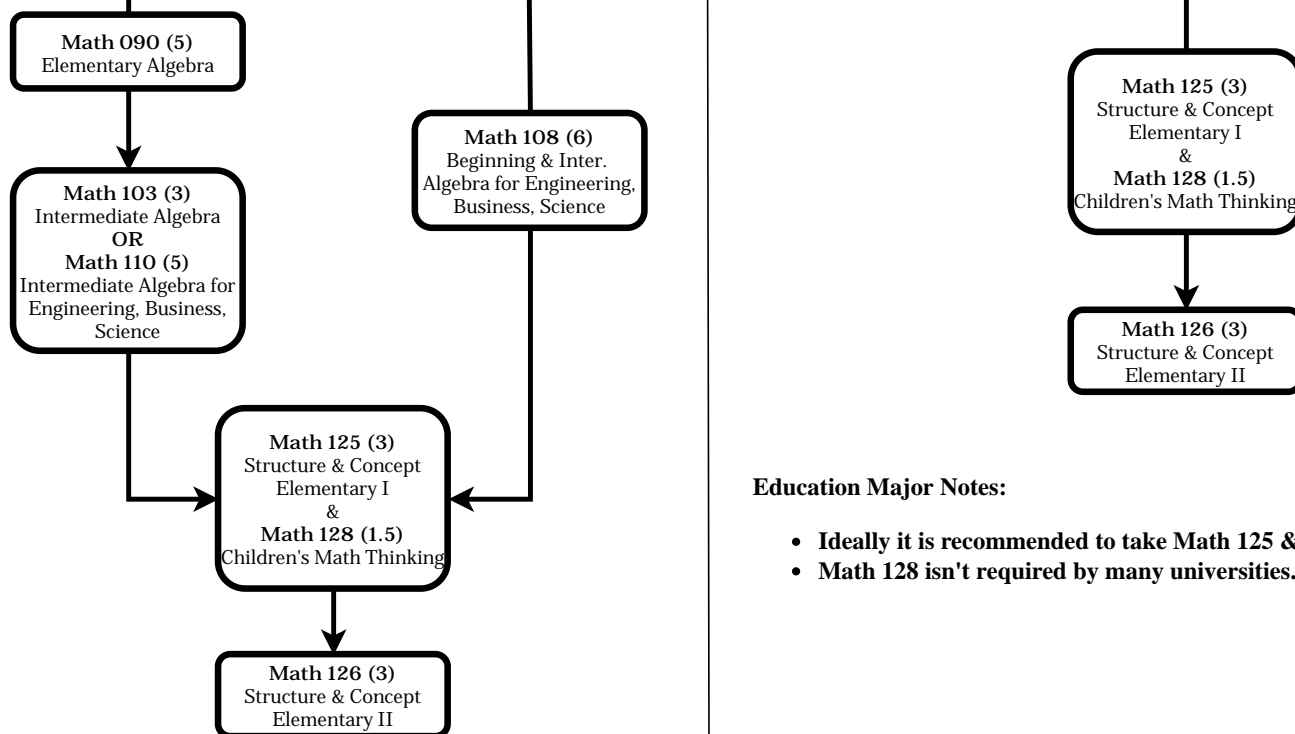 Math 090 (5)
Elementary Algebra
Math 103 (3)
Intermediate Algebra
OR
Math 110 (5)
Intermediate Algebra for
Engineering, Business,
Science
Math 108 (6)
Beginning & Inter.
Algebra for Engineering,
Business, Science
Math 125 (3)
Structure & Concept
Elementary I
&
Math 128 (1.5)
Children's Math Thinking
Math 126 (3)
Structure & Concept
Elementary II
Math 125 (3)
Structure & Concept
Elementary I
&
Math 128 (1.5)
Children's Math Thinking
Math 126 (3)
Structure & Concept
Elementary II
Education Major Notes:
• Ideally it is recommended to take Math 125 &
• Math 128 isn't required by many universities.